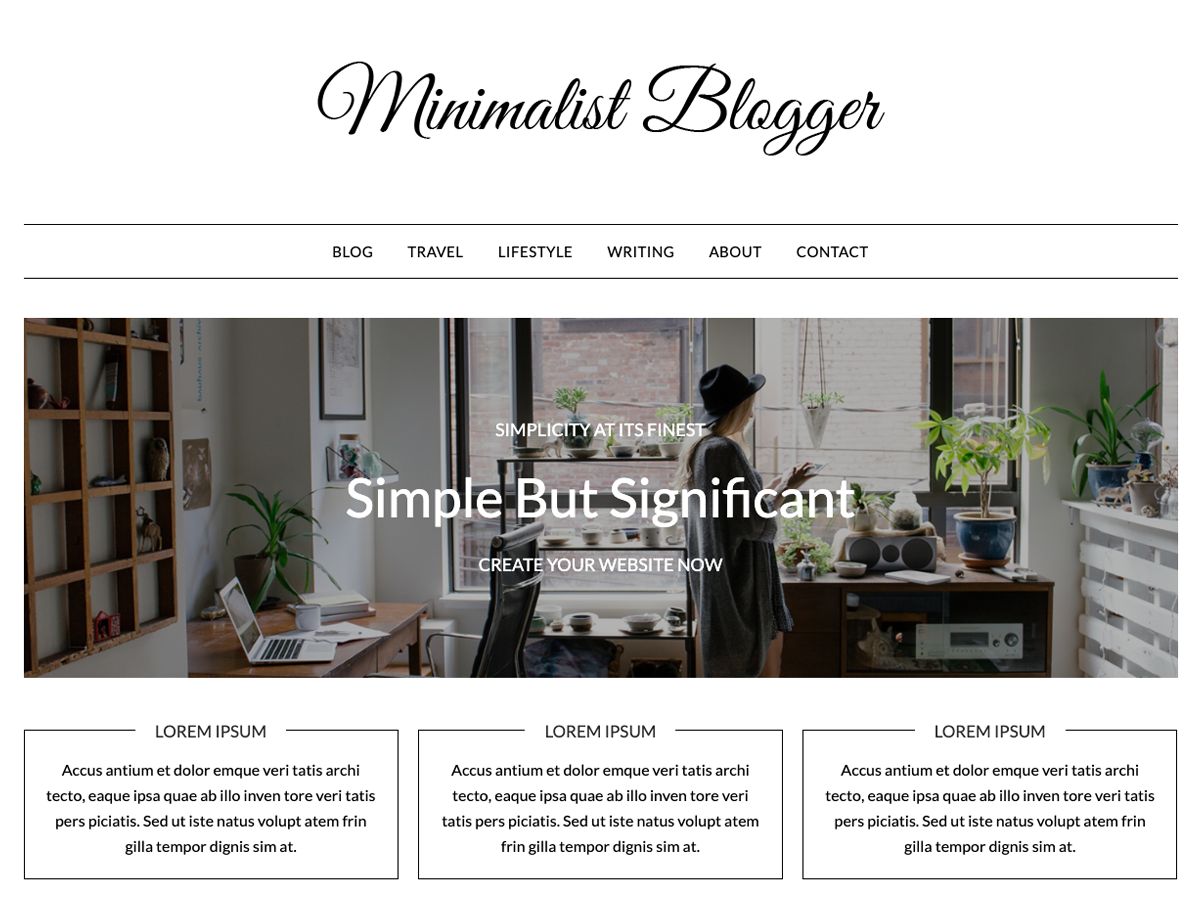 Minimalist Blogger
BLOG TRAVEL LIFESTYLE WRITING ABOUT CONTACT
SIMPLICITY AT ITS FINEST
Simple But Significant
CREATE YOUR WEBSITE NOW
LOREM IPSUM
Accus antium et dolor emque veri tatis archi
tecto, eaque ipsa quae ab illo inven tore veri tatis
pers piciatis. Sed ut iste natus volupt atem frin
gilla tempor dignis sim at.
LOREM IPSUM
Accus antium et dolor emque veri tatis archi
tecto, eaque ipsa quae ab illo inven tore veri
tatis pers piciatis. Sed ut iste natus volupt atem
frin gilla tempor dignis sim at.
LOREM IPSUM
Accus antium et dolor emque veri tatis archi
tecto, eaque ipsa quae ab illo inven tore veri tatis
pers piciatis. Sed ut iste natus volupt atem frin
gilla tempor dignis sim at.